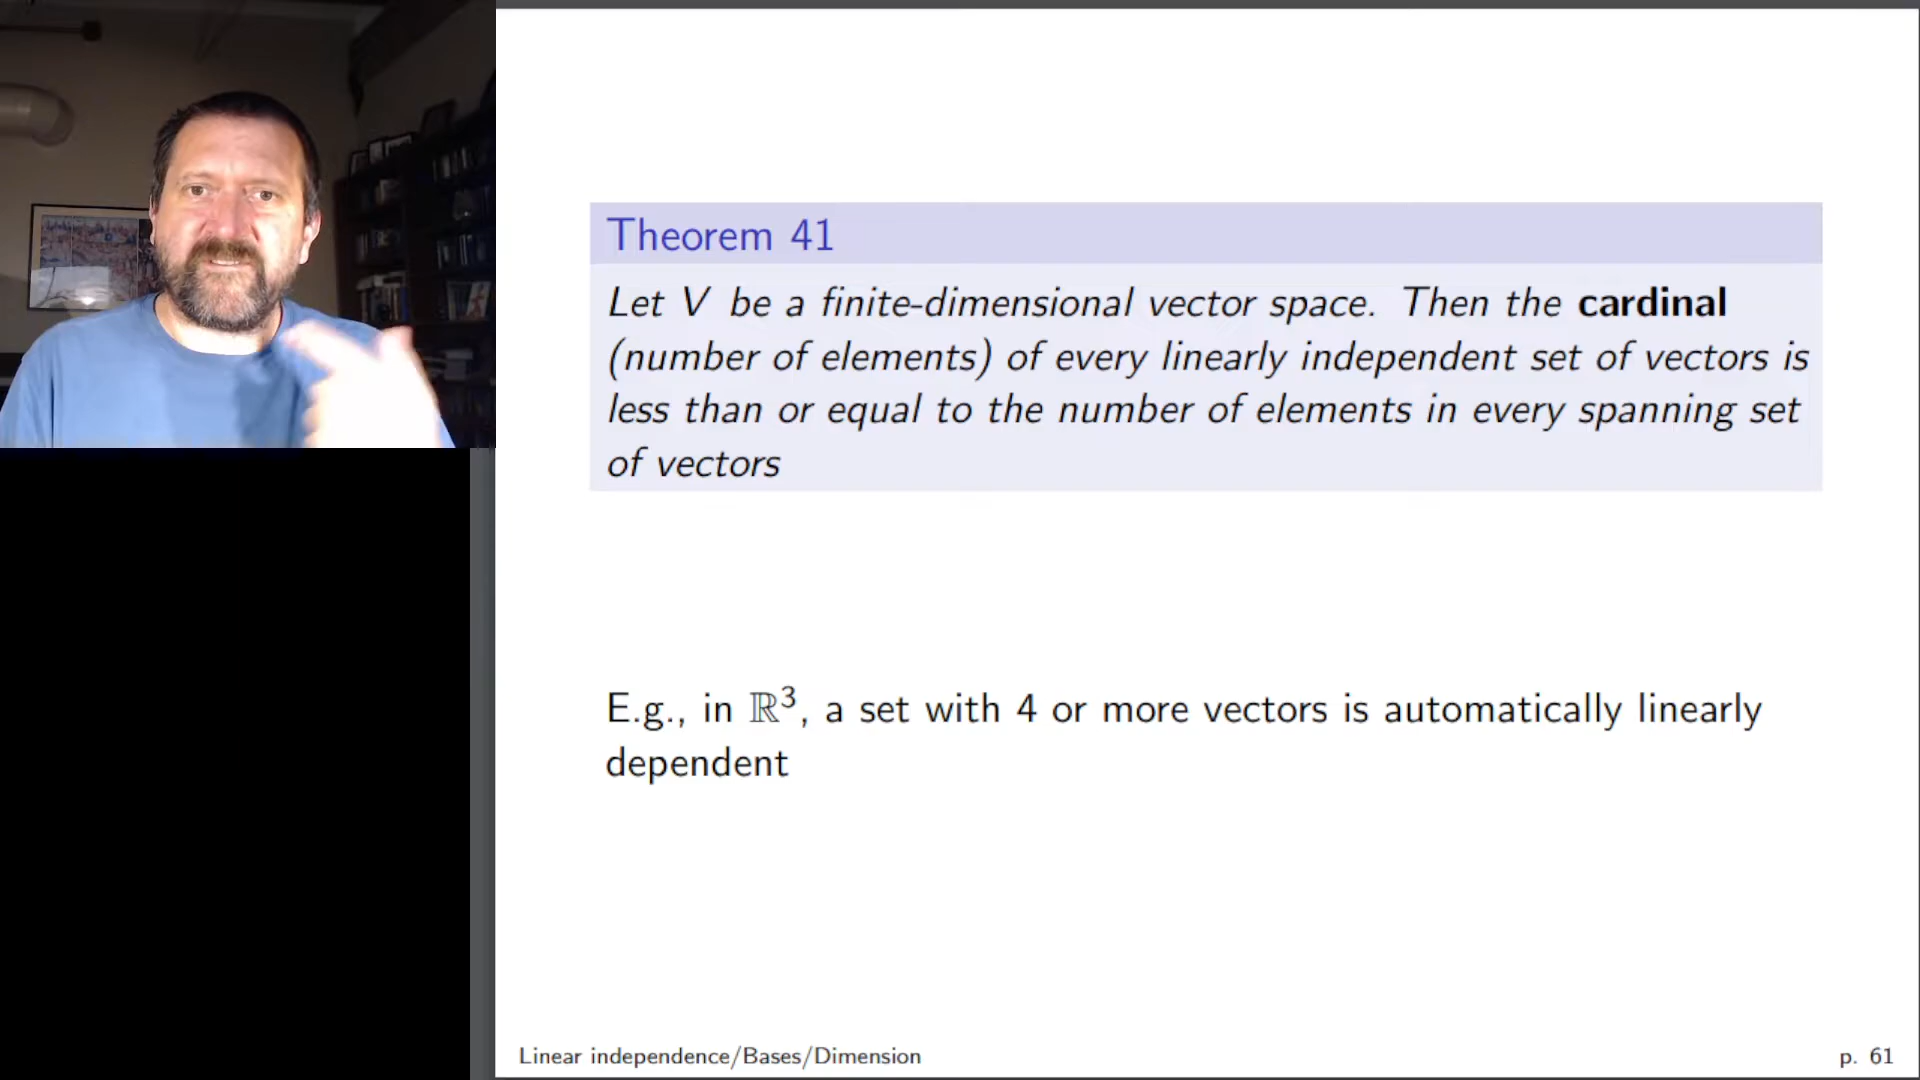 Theorem 41
Let V be a finite-dimensional vector space. Then the cardinal
(number of elements) of every linearly independent set of vectors is
less than or equal to the number of elements in every spanning set
of vectors
E.g., in ℝ³, a set with 4 or more vectors is automatically linearly
dependent
Linear independence/Bases/Dimension
p. 61